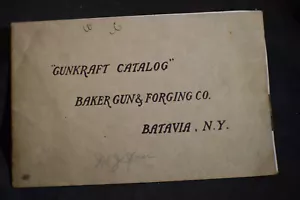 "GUNKRAFT CATALOG"
BAKER GUN & FORGING CO.
BATAVIA, N.Y.